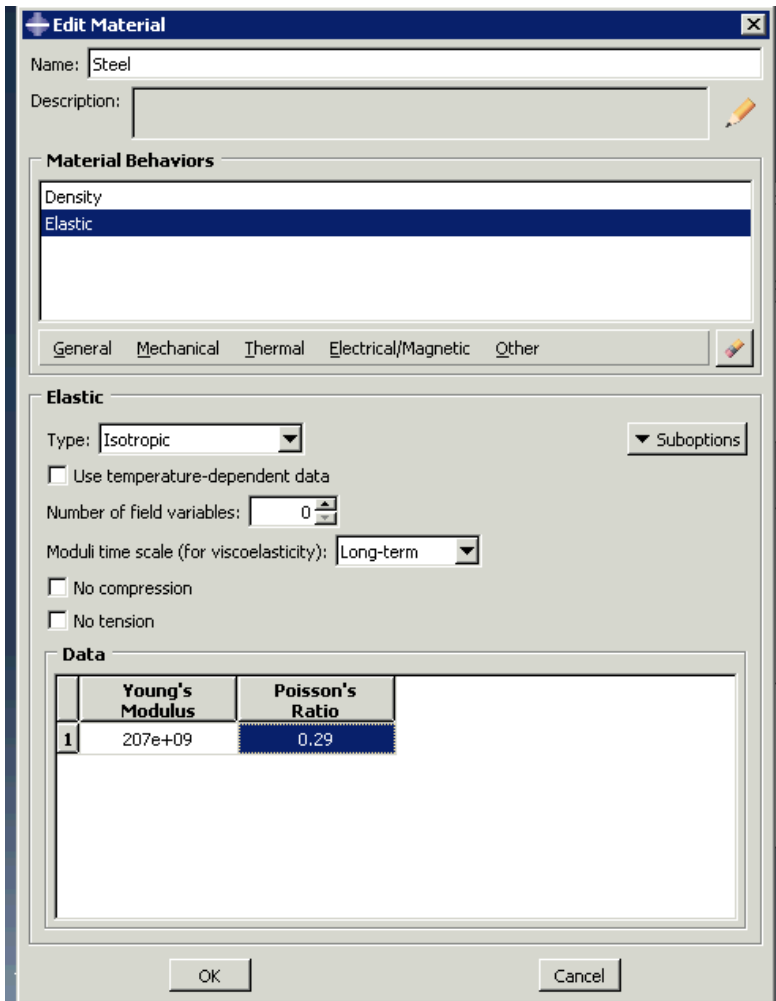 Edit Material
Name: Steel
Description:
Material Behaviors
Density
Elastic
General Mechanical Thermal Electrical/Magnetic Other
Elastic
Type: Isotropic Suboptions
Use temperature-dependent data
Number of field variables: 0
Moduli time scale (for viscoelasticity): Long-term
No compression
No tension
Data
Young's Poisson's
Modulus Ratio
1 207e+09 0.29
OK Cancel